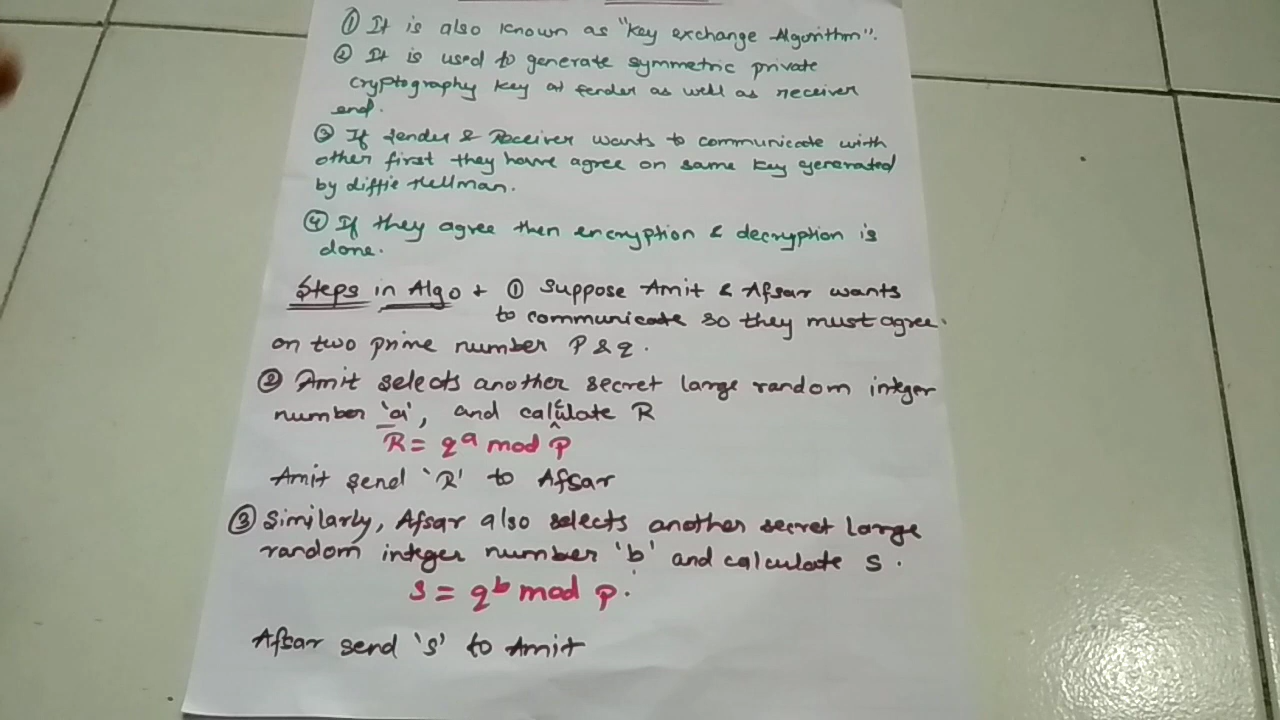 ① It is also known as "key exchange Algorithm".
② It is used to generate symmetric private
cryptography key at sender as well as receiver
end.
③ If sender & Receiver wants to communicate with
other first they have agree on same key generated
by diffie Hellman.
④ If they agree then encryption & decryption is
done.
Steps in Algo + ① Suppose Amit & Afsar wants
to communicate so they must agree.
on two prime number P & q.
② Amit selects another secret large random integer
number 'a', and calculate R
R = q^a mod P
Amit send 'R' to Afsar
③ Similarly, Afsar also selects another secret large
random integer number 'b' and calculate S.
S = q^b mod p.
Afsar send 'S' to Amit